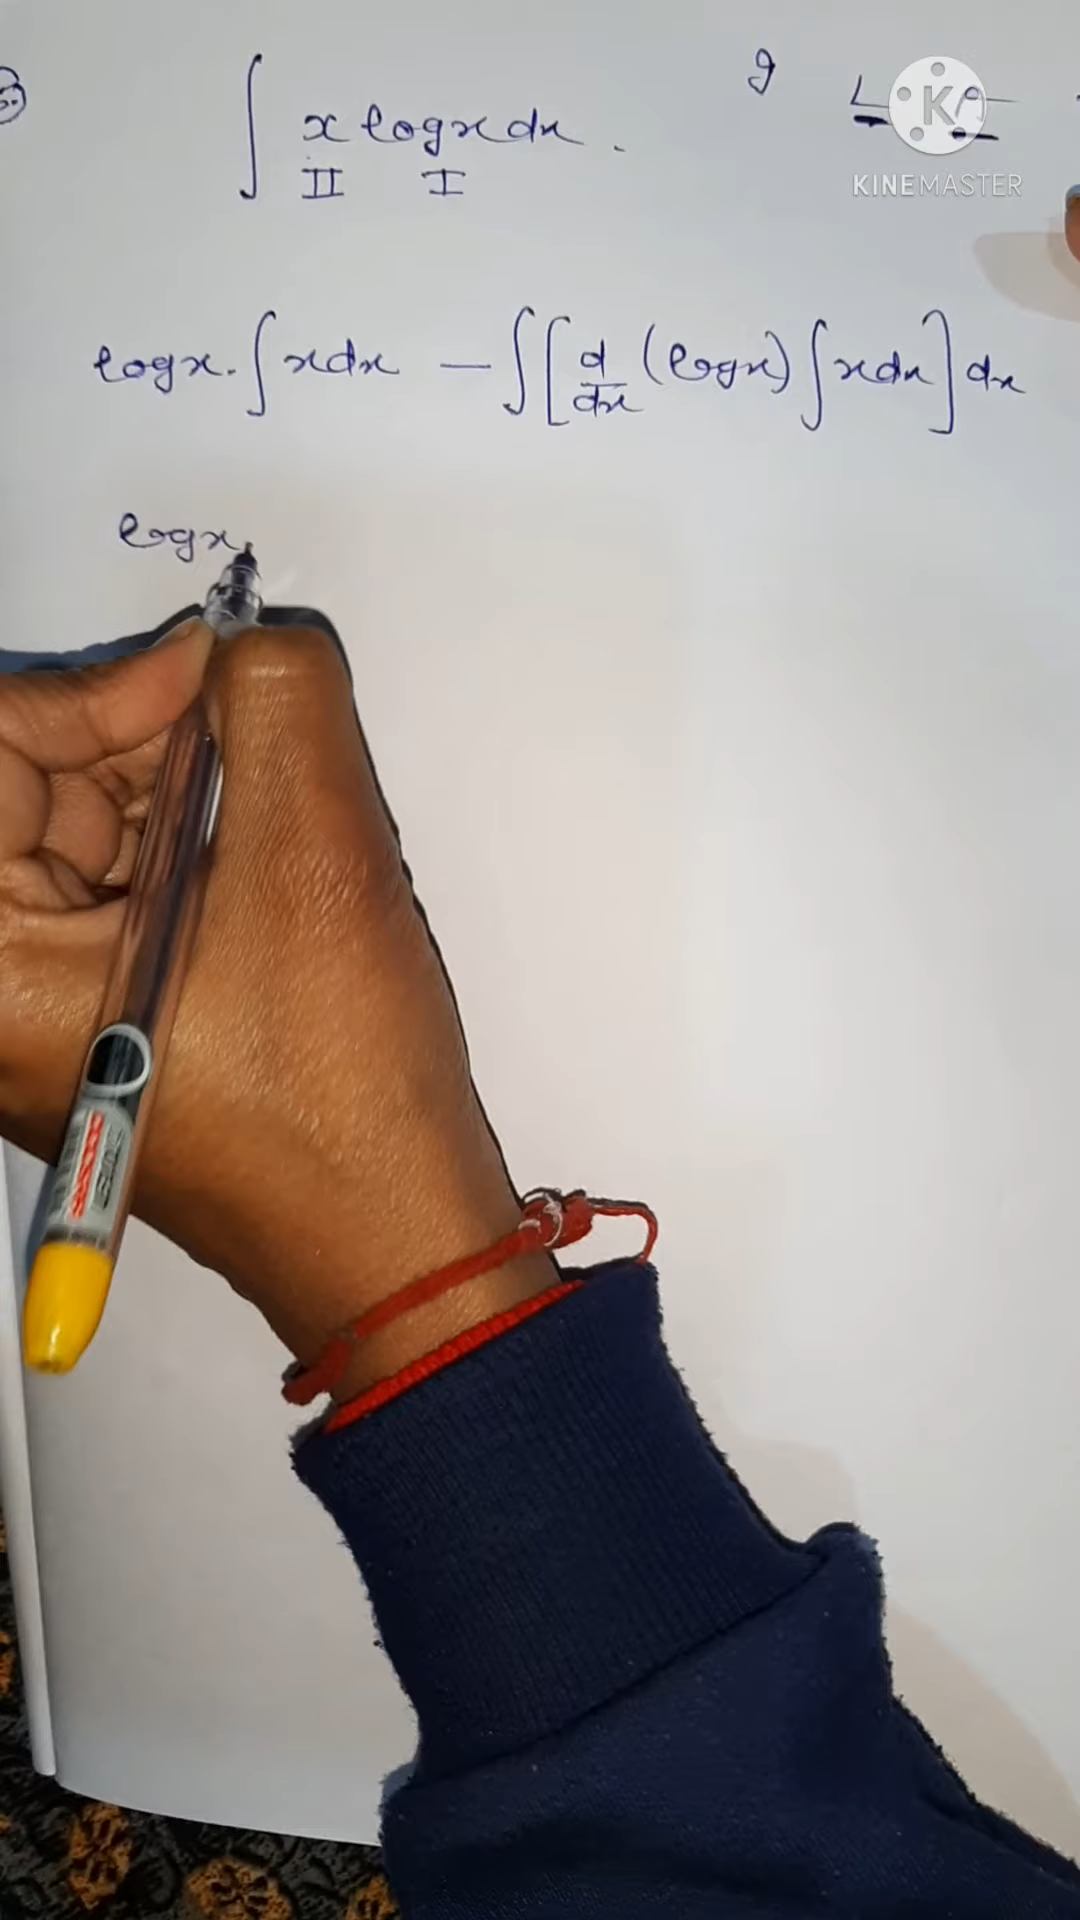 ∫ x log x dx .
II I
I L A
K
KINEMASTER
log x . ∫ x dx — ∫ [ d/dx (log x) ∫ x dx ] dx
log x